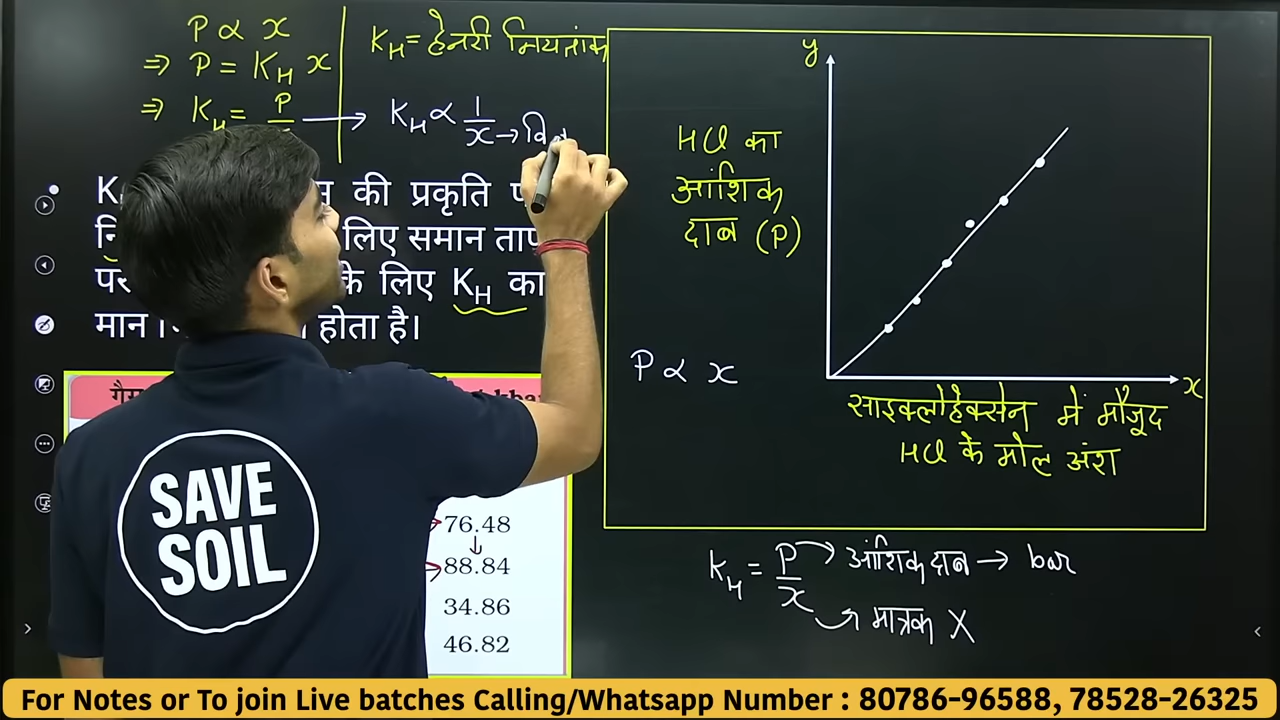 P ∝ x
⇒ P = K_H x
⇒ K_H = P
K_H = हेनरी नियतांक
K_H ∝ 1/x → वि
की प्रकृति
लिए समान ताप
के लिए K_H का
मान होता है।
76.48
↓
88.84
34.86
46.82
SAVE
SOIL
y
HCl का
आंशिक
दाब (P)
P ∝ x
x
साइक्लोहेक्सेन में मौजूद
HCl के मोल अंश
K_H = P/x
→ आंशिक दाब → bar
→ मात्रक X
For Notes or To join Live batches Calling/Whatsapp Number : 80786-96588, 78528-26325